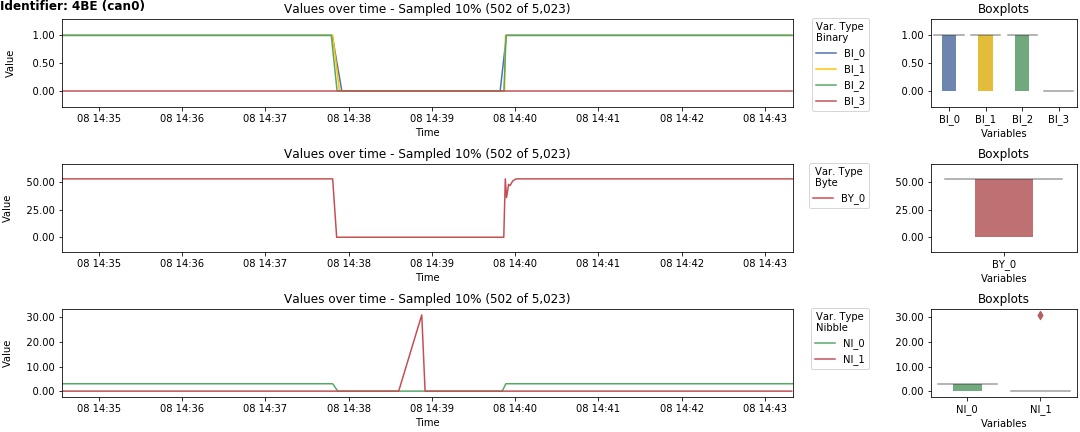 Identifier: 4BE (can0)
Values over time - Sampled 10% (502 of 5,023)
Value
1.00
0.50
0.00
08 14:35 08 14:36 08 14:37 08 14:38 08 14:39 08 14:40 08 14:41 08 14:42 08 14:43
Time
Var. Type
Binary
BI_0
BI_1
BI_2
BI_3
Boxplots
1.00
0.50
0.00
BI_0 BI_1 BI_2 BI_3
Variables
Values over time - Sampled 10% (502 of 5,023)
Value
50.00
25.00
0.00
08 14:35 08 14:36 08 14:37 08 14:38 08 14:39 08 14:40 08 14:41 08 14:42 08 14:43
Time
Var. Type
Byte
BY_0
Boxplots
50.00
25.00
0.00
BY_0
Variables
Values over time - Sampled 10% (502 of 5,023)
Value
30.00
20.00
10.00
0.00
08 14:35 08 14:36 08 14:37 08 14:38 08 14:39 08 14:40 08 14:41 08 14:42 08 14:43
Time
Var. Type
Nibble
NI_0
NI_1
Boxplots
30.00
20.00
10.00
0.00
NI_0 NI_1
Variables